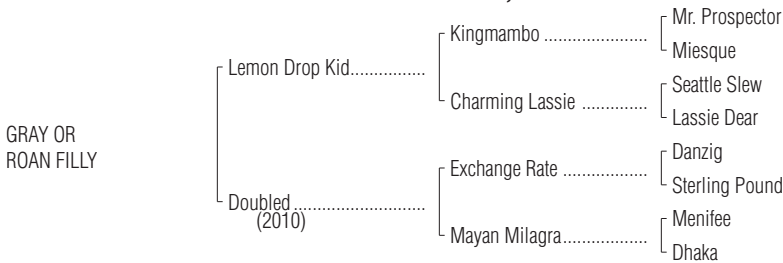 Mr. Prospector
Kingmambo ......................
Miesque
Lemon Drop Kid................
Seattle Slew
Charming Lassie ..............
Lassie Dear
GRAY OR
ROAN FILLY
Danzig
Exchange Rate ..................
Sterling Pound
Doubled ...........................
(2010)
Menifee
Mayan Milagra..................
Dhaka